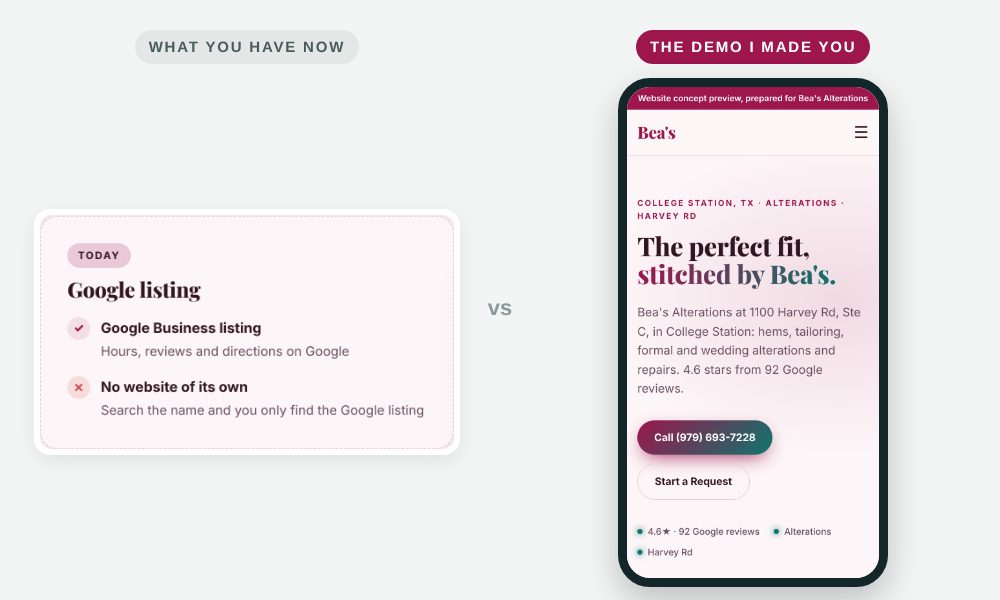 WHAT YOU HAVE NOW
TODAY
Google listing
Google Business listing
Hours, reviews and directions on Google
No website of its own
Search the name and you only find the Google listing
vs
THE DEMO I MADE YOU
Website concept preview, prepared for Bea's Alterations
Bea's
COLLEGE STATION, TX · ALTERATIONS ·
HARVEY RD
The perfect fit,
stitched by Bea's.
Bea's Alterations at 1100 Harvey Rd, Ste
C, in College Station: hems, tailoring,
formal and wedding alterations and
repairs. 4.6 stars from 92 Google
reviews.
Call (979) 693-7228
Start a Request
4.6★ · 92 Google reviews
Alterations
Harvey Rd